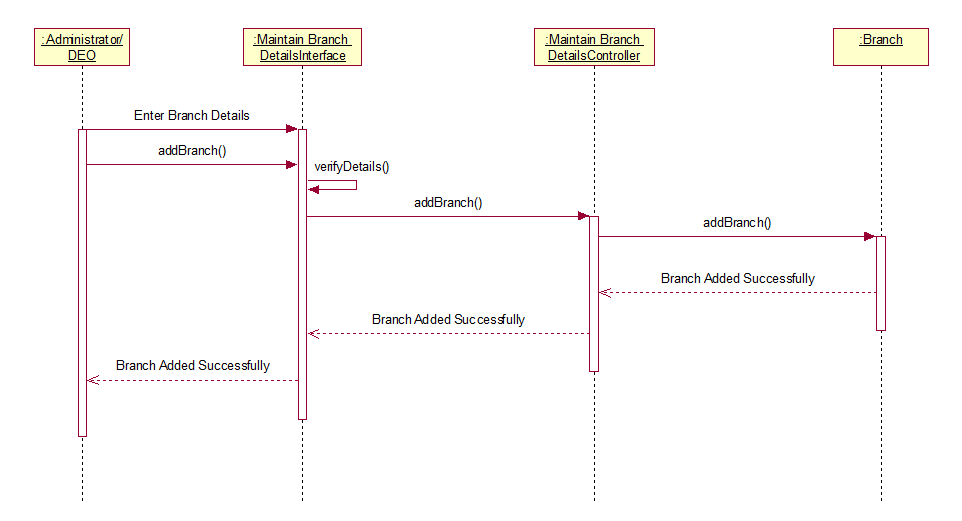 :Administrator/
DEO
:Maintain Branch
DetailsInterface
:Maintain Branch
DetailsController
:Branch
Enter Branch Details
addBranch()
verifyDetails()
addBranch()
addBranch()
Branch Added Successfully
Branch Added Successfully
Branch Added Successfully